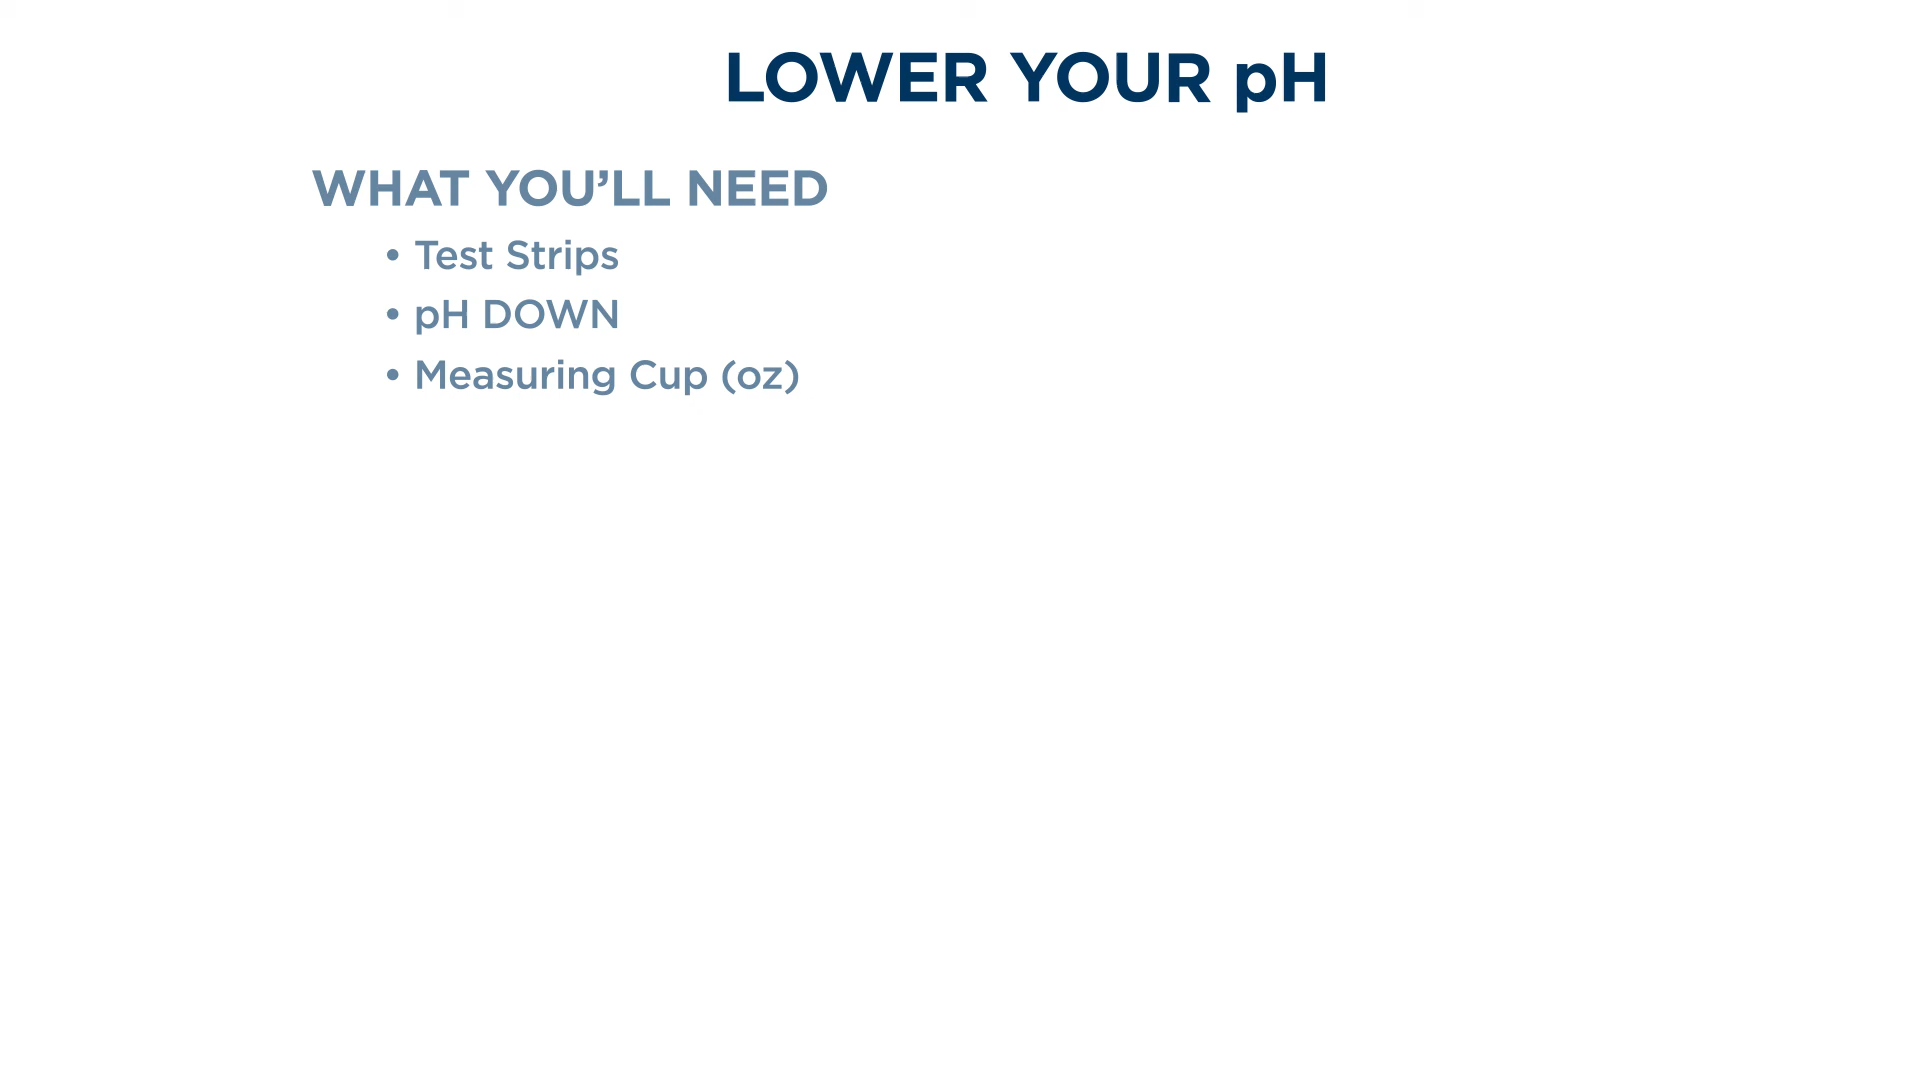 LOWER YOUR pH
WHAT YOU’LL NEED
• Test Strips
• pH DOWN
• Measuring Cup (oz)